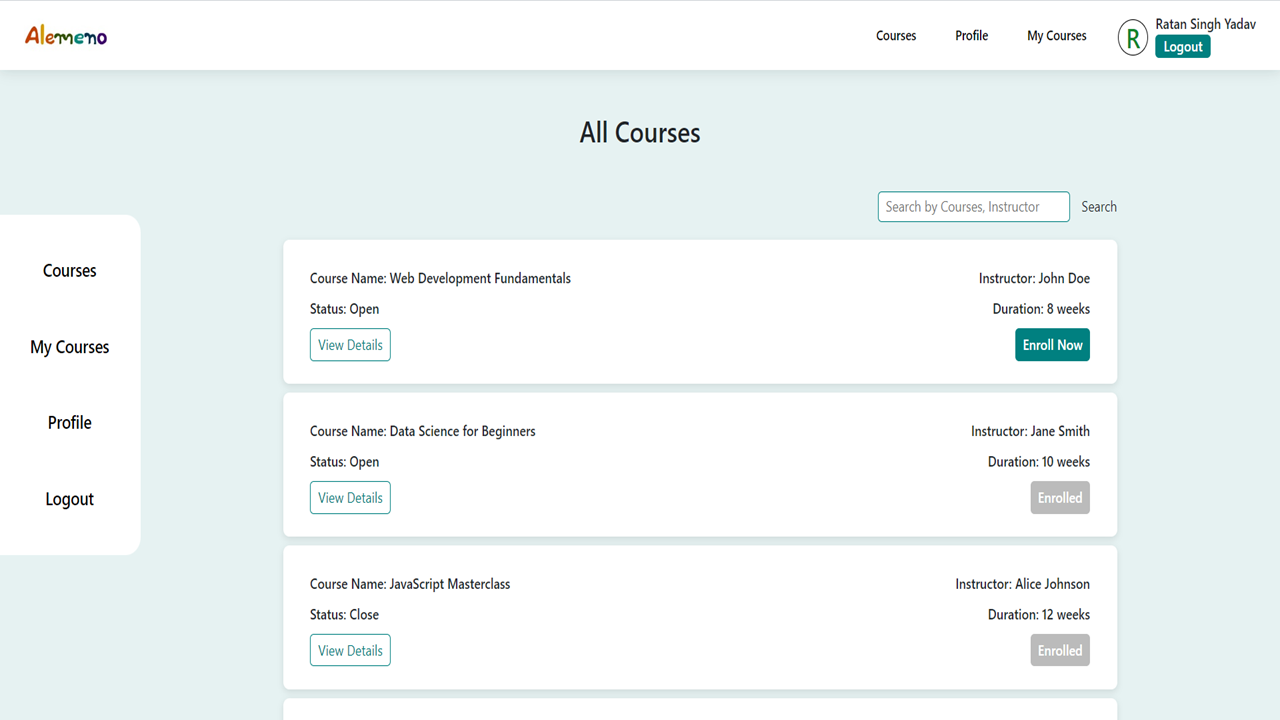 Alemeno
Courses
Profile
My Courses
R
Ratan Singh Yadav
Logout
All Courses
Search by Courses, Instructor
Search
Courses
My Courses
Profile
Logout
Course Name: Web Development Fundamentals
Instructor: John Doe
Status: Open
Duration: 8 weeks
View Details
Enroll Now
Course Name: Data Science for Beginners
Instructor: Jane Smith
Status: Open
Duration: 10 weeks
View Details
Enrolled
Course Name: JavaScript Masterclass
Instructor: Alice Johnson
Status: Close
Duration: 12 weeks
View Details
Enrolled